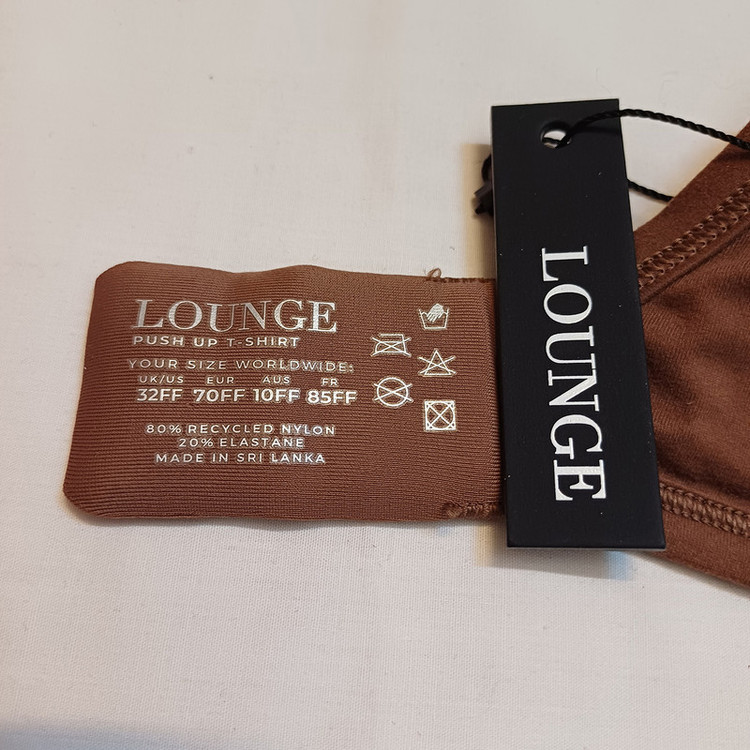 LOUNGE
PUSH UP T-SHIRT
YOUR SIZE WORLDWIDE:
UK/US EUR AUS FR
32FF 70FF 10FF 85FF
80% RECYCLED NYLON
20% ELASTANE
MADE IN SRI LANKA
LOUNGE